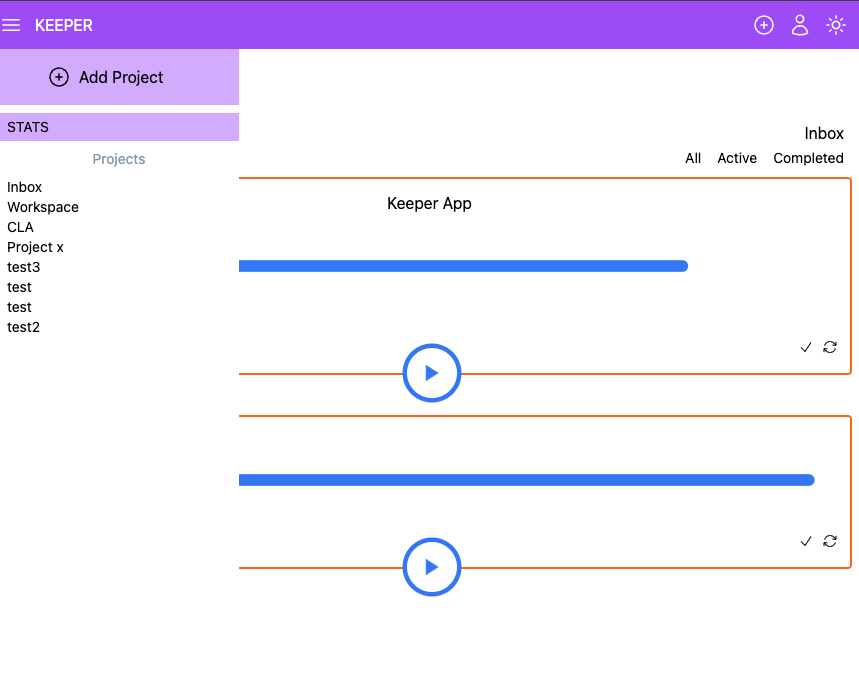 KEEPER
Add Project
STATS
Projects
Inbox
Workspace
CLA
Project x
test3
test
test
test2
Inbox
All Active Completed
Keeper App